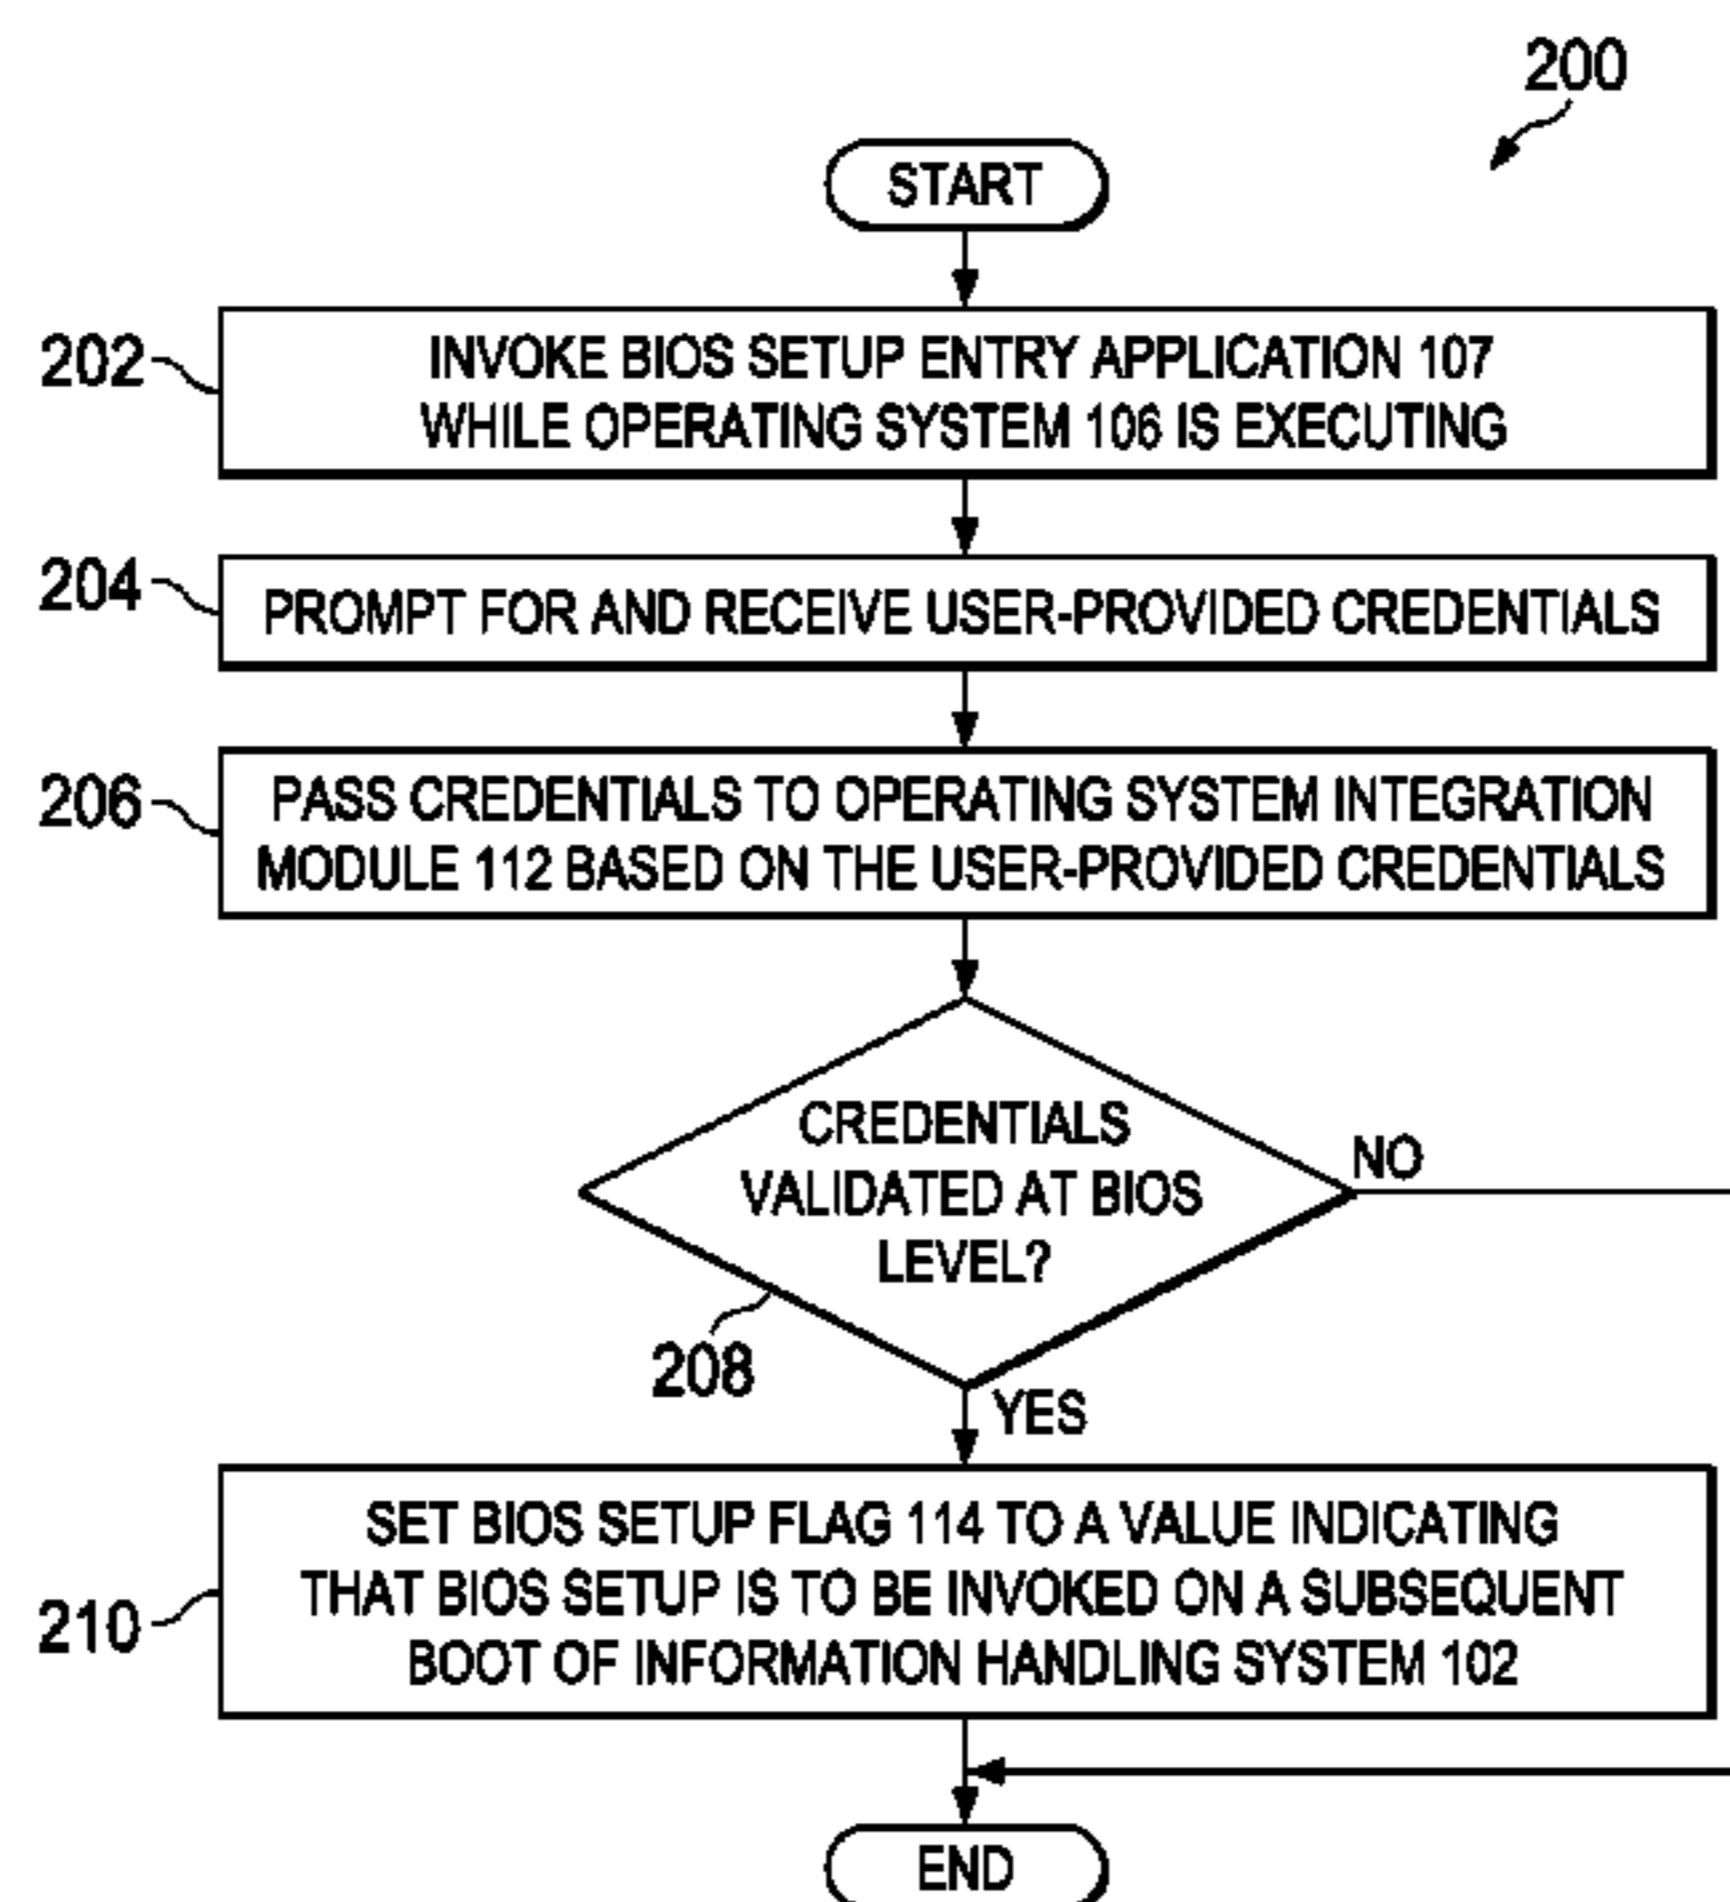 200
START
202
INVOKE BIOS SETUP ENTRY APPLICATION 107
WHILE OPERATING SYSTEM 106 IS EXECUTING
204
PROMPT FOR AND RECEIVE USER-PROVIDED CREDENTIALS
206
PASS CREDENTIALS TO OPERATING SYSTEM INTEGRATION
MODULE 112 BASED ON THE USER-PROVIDED CREDENTIALS
CREDENTIALS
VALIDATED AT BIOS
LEVEL?
NO
208
YES
210
SET BIOS SETUP FLAG 114 TO A VALUE INDICATING
THAT BIOS SETUP IS TO BE INVOKED ON A SUBSEQUENT
BOOT OF INFORMATION HANDLING SYSTEM 102
END